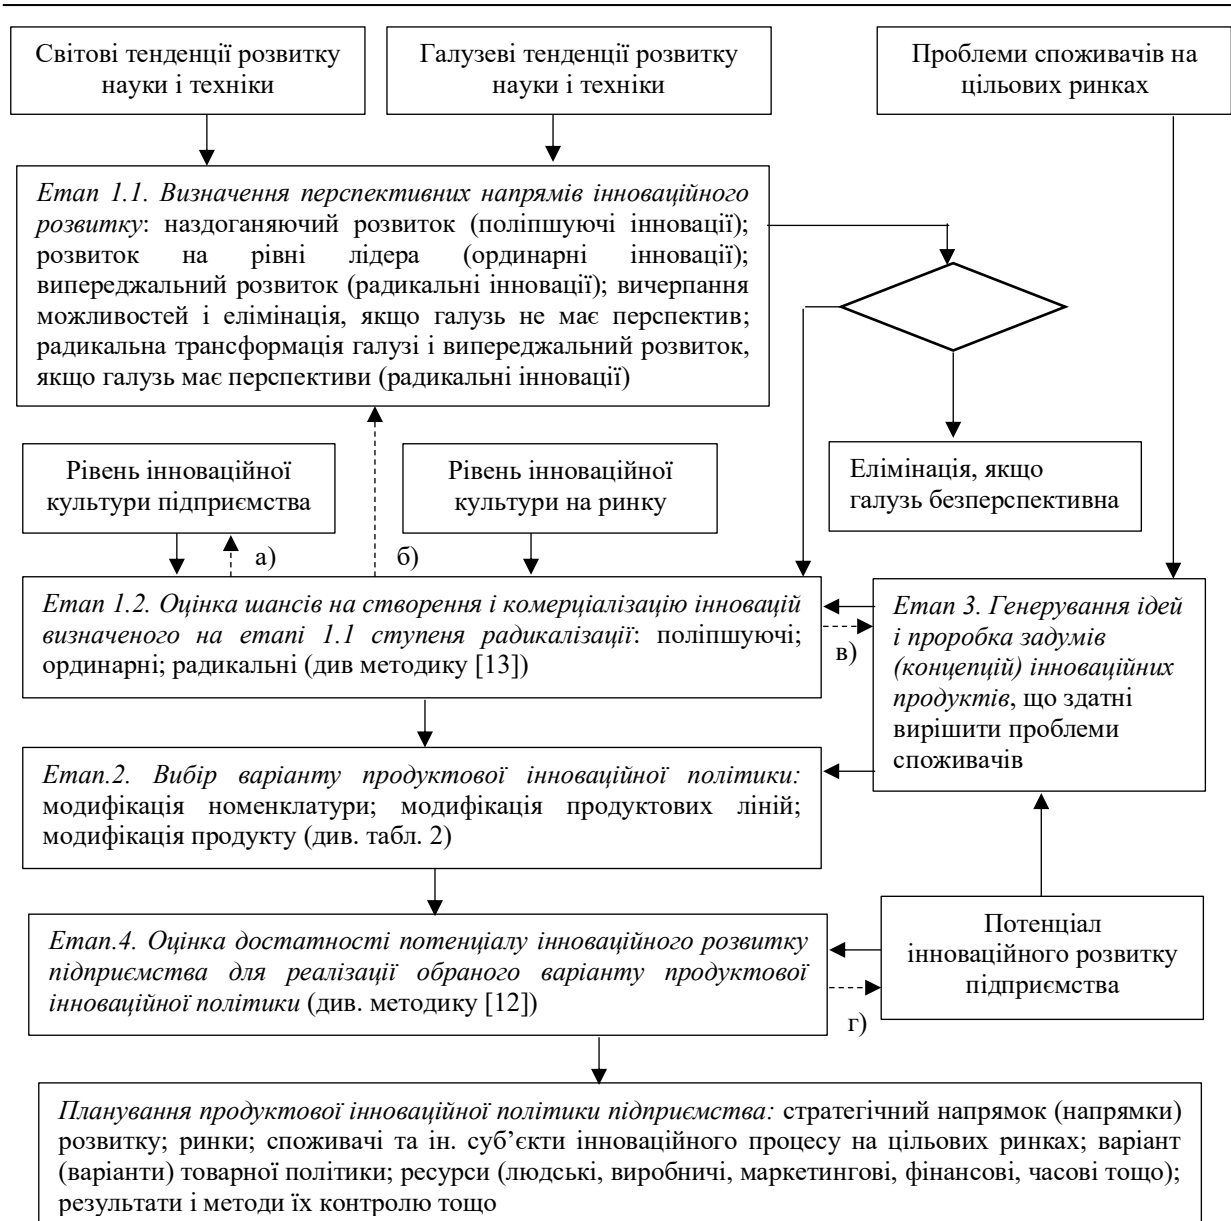 Світові тенденції розвитку
науки і техніки
Галузеві тенденції розвитку
науки і техніки
Проблеми споживачів на
цільових ринках
Етап 1.1. Визначення перспективних напрямів інноваційного
розвитку: наздоганяючий розвиток (поліпшуючі інновації);
розвиток на рівні лідера (ординарні інновації);
випереджальний розвиток (радикальні інновації); вичерпання
можливостей і елімінація, якщо галузь не має перспектив;
радикальна трансформація галузі і випереджальний розвиток,
якщо галузь має перспективи (радикальні інновації)
Рівень інноваційної
культури підприємства
Рівень інноваційної
культури на ринку
Елімінація, якщо
галузь безперспективна
а)
б)
Етап 1.2. Оцінка шансів на створення і комерціалізацію інновацій
визначеного на етапі 1.1 ступеня радикалізації: поліпшуючі;
ординарні; радикальні (див методику [13])
в)
Етап 3. Генерування ідей
і проробка задумів
(концепцій) інноваційних
продуктів, що здатні
вирішити проблеми
споживачів
Етап.2. Вибір варіанту продуктової інноваційної політики:
модифікація номенклатури; модифікація продуктових ліній;
модифікація продукту (див. табл. 2)
Етап.4. Оцінка достатності потенціалу інноваційного розвитку
підприємства для реалізації обраного варіанту продуктової
інноваційної політики (див. методику [12])
Потенціал
інноваційного розвитку
підприємства
г)
Планування продуктової інноваційної політики підприємства: стратегічний напрямок (напрямки)
розвитку; ринки; споживачі та ін. суб’єкти інноваційного процесу на цільових ринках; варіант
(варіанти) товарної політики; ресурси (людські, виробничі, маркетингові, фінансові, часові тощо);
результати і методи їх контролю тощо